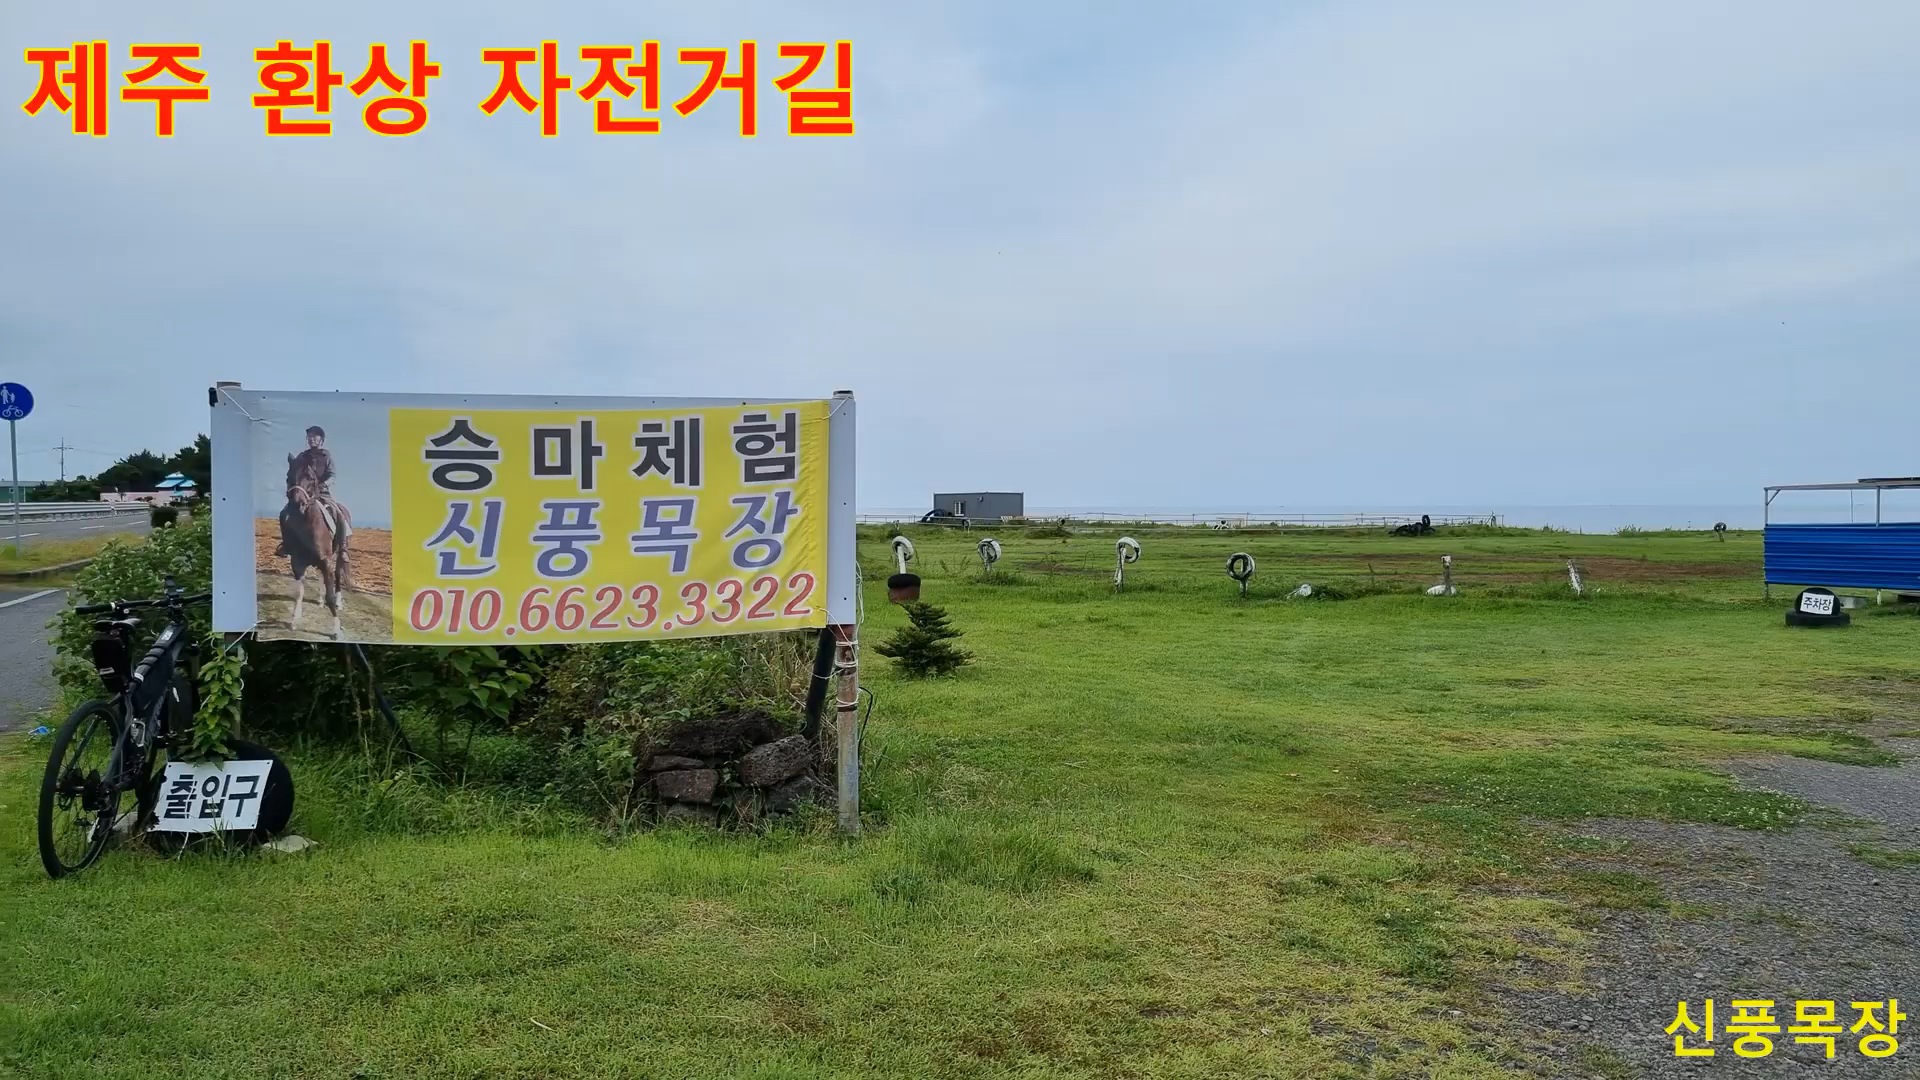 제주 환상 자전거길
승마체험
신풍목장
010.6623.3322
주차장
출입구
신풍목장